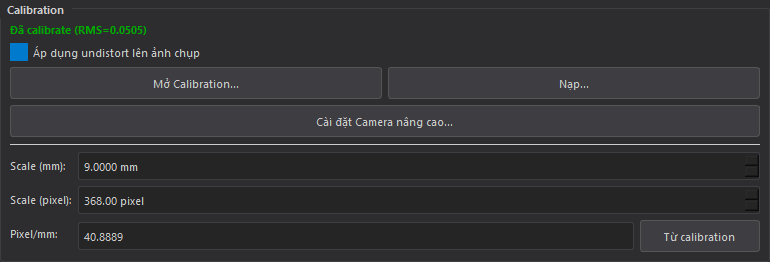 Calibration
Đã calibrate (RMS=0.0505)
Áp dụng undistort lên ảnh chụp
Mở Calibration... Nạp...
Cài đặt Camera nâng cao...
Scale (mm): 9.0000 mm
Scale (pixel): 368.00 pixel
Pixel/mm: 40.8889 Từ calibration